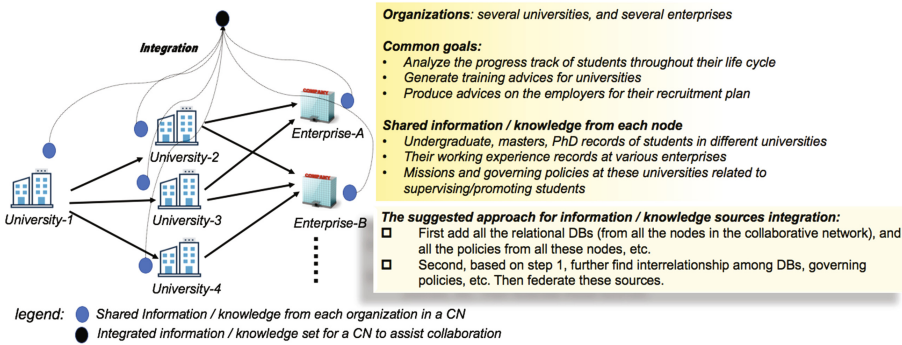 Integration
University-1
University-2
University-3
University-4
Enterprise-A
Enterprise-B
Organizations: several universities, and several enterprises
Common goals:
• Analyze the progress track of students throughout their life cycle
• Generate training advices for universities
• Produce advices on the employers for their recruitment plan
Shared information / knowledge from each node
• Undergraduate, masters, PhD records of students in different universities
• Their working experience records at various enterprises
• Missions and governing policies at these universities related to
supervising/promoting students
The suggested approach for information / knowledge sources integration:
First add all the relational DBs (from all the nodes in the collaborative network), and
all the policies from all these nodes, etc.
Second, based on step 1, further find interrelationship among DBs, governing
policies, etc. Then federate these sources.
legend:
Shared Information / knowledge from each organization in a CN
Integrated information / knowledge set for a CN to assist collaboration